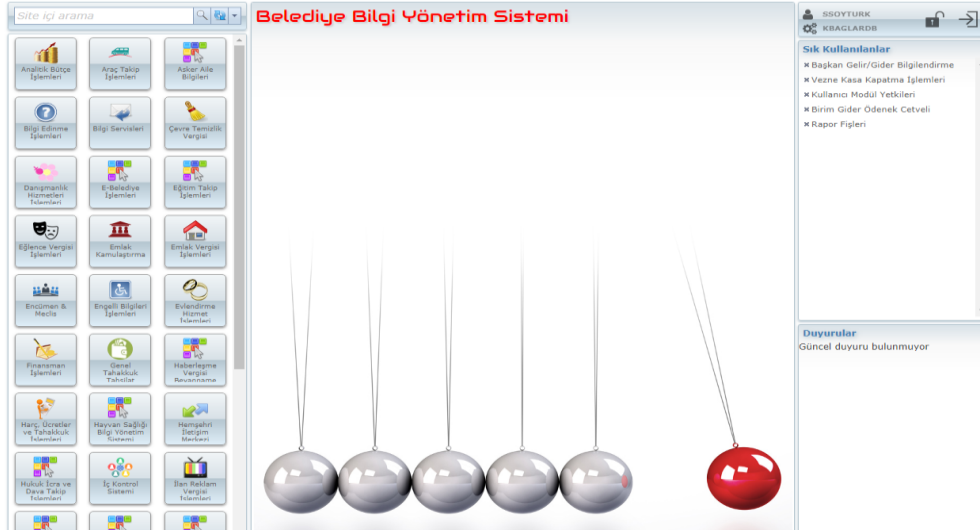 Site içi arama
Belediye Bilgi Yönetim Sistemi
SSOYTURK
KBAGLARDB
Analitik Bütçe
İşlemleri
Araç Takip
İşlemleri
Asker Aile
Bilgileri
Bilgi Edinme
İşlemleri
Bilgi Servisleri
Çevre Temizlik
Vergisi
Danışmanlık
Hizmetleri
İşlemleri
E-Belediye
İşlemleri
Eğitim Takip
İşlemleri
Eğlence Vergisi
İşlemleri
Emlak
Kamulaştırma
Emlak Vergisi
İşlemleri
Encümen &
Meclis
Engelli Bilgileri
İşlemleri
Evlendirme
Hizmet
İşlemleri
Finansman
İşlemleri
Genel
Tahakkuk
Tahsilat
Haberleşme
Vergisi
Beyanname
Harç, Ücretler
ve Tahakkuk
İşlemleri
Hayvan Sağlığı
Bilgi Yönetim
Sistemi
Hemşehri
İletişim
Merkezi
Hukuk İcra ve
Dava Takip
İşlemleri
İç Kontrol
Sistemi
İlan Reklam
Vergisi
İşlemleri
Sık Kullanılanlar
Başkan Gelir/Gider Bilgilendirme
Vezne Kasa Kapatma İşlemleri
Kullanıcı Modül Yetkileri
Birim Gider Ödenek Cetveli
Rapor Fişleri
Duyurular
Güncel duyuru bulunmuyor